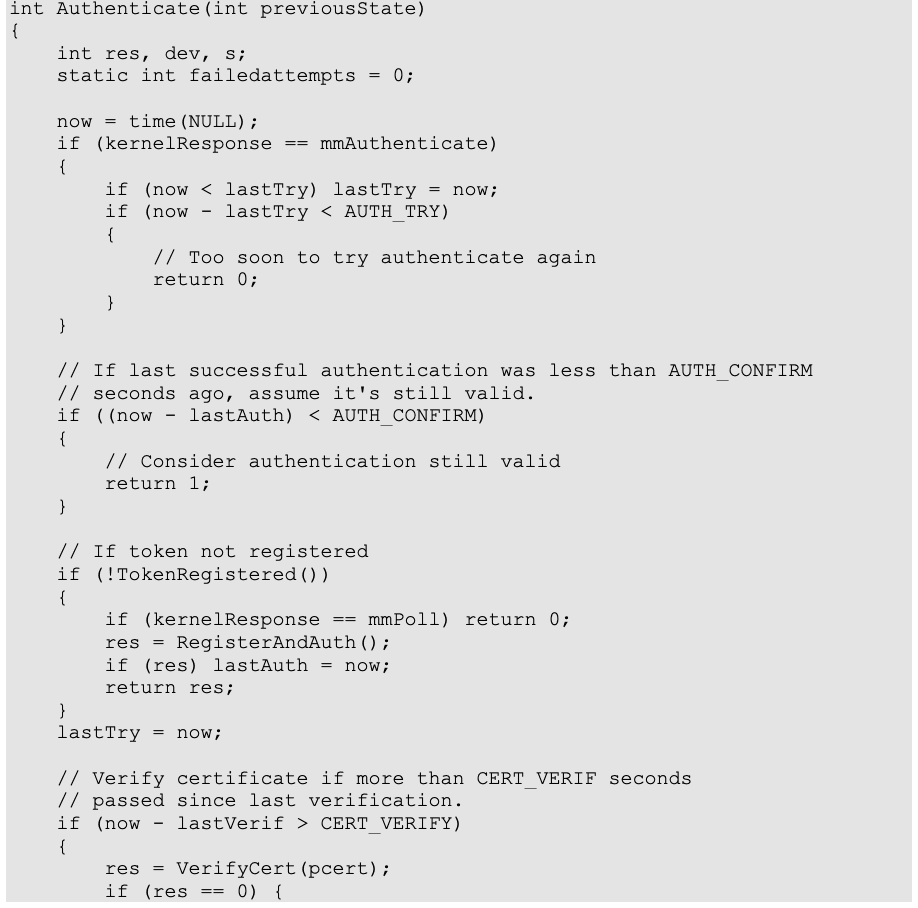 int Authenticate(int previousState)
{
    int res, dev, s;
    static int failedattempts = 0;

    now = time(NULL);
    if (kernelResponse == mmAuthenticate)
    {
        if (now < lastTry) lastTry = now;
        if (now - lastTry < AUTH_TRY)
        {
            // Too soon to try authenticate again
            return 0;
        }
    }

    // If last successful authentication was less than AUTH_CONFIRM
    // seconds ago, assume it's still valid.
    if ((now - lastAuth) < AUTH_CONFIRM)
    {
        // Consider authentication still valid
        return 1;
    }

    // If token not registered
    if (!TokenRegistered())
    {
        if (kernelResponse == mmPoll) return 0;
        res = RegisterAndAuth();
        if (res) lastAuth = now;
        return res;
    }
    lastTry = now;

    // Verify certificate if more than CERT_VERIF seconds
    // passed since last verification.
    if (now - lastVerif > CERT_VERIFY)
    {
        res = VerifyCert(pcert);
        if (res == 0) {